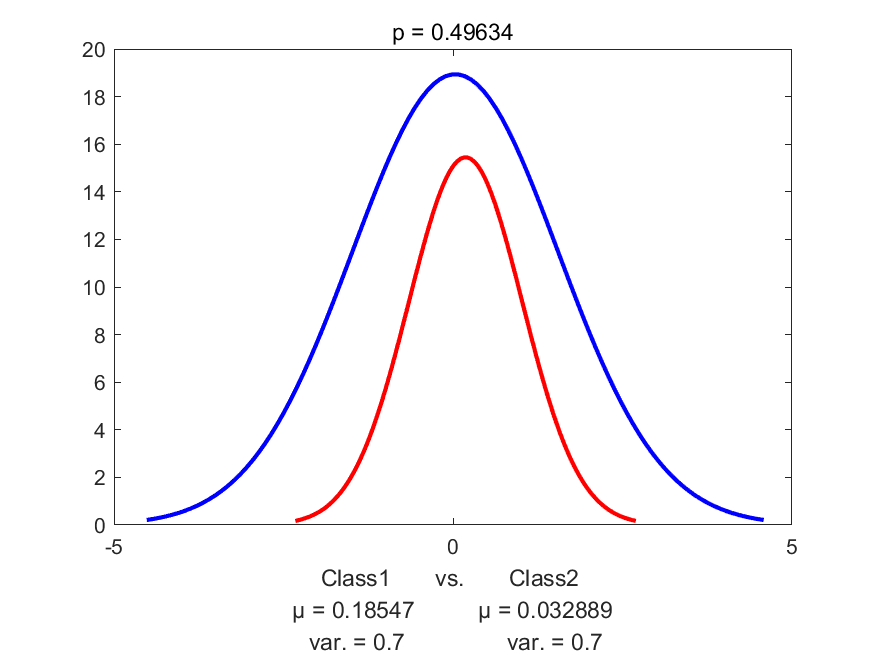 p = 0.49634
20
18
16
14
12
10
8
6
4
2
0
-5 0 5
Class1 vs. Class2
μ = 0.18547 μ = 0.032889
var. = 0.7 var. = 0.7